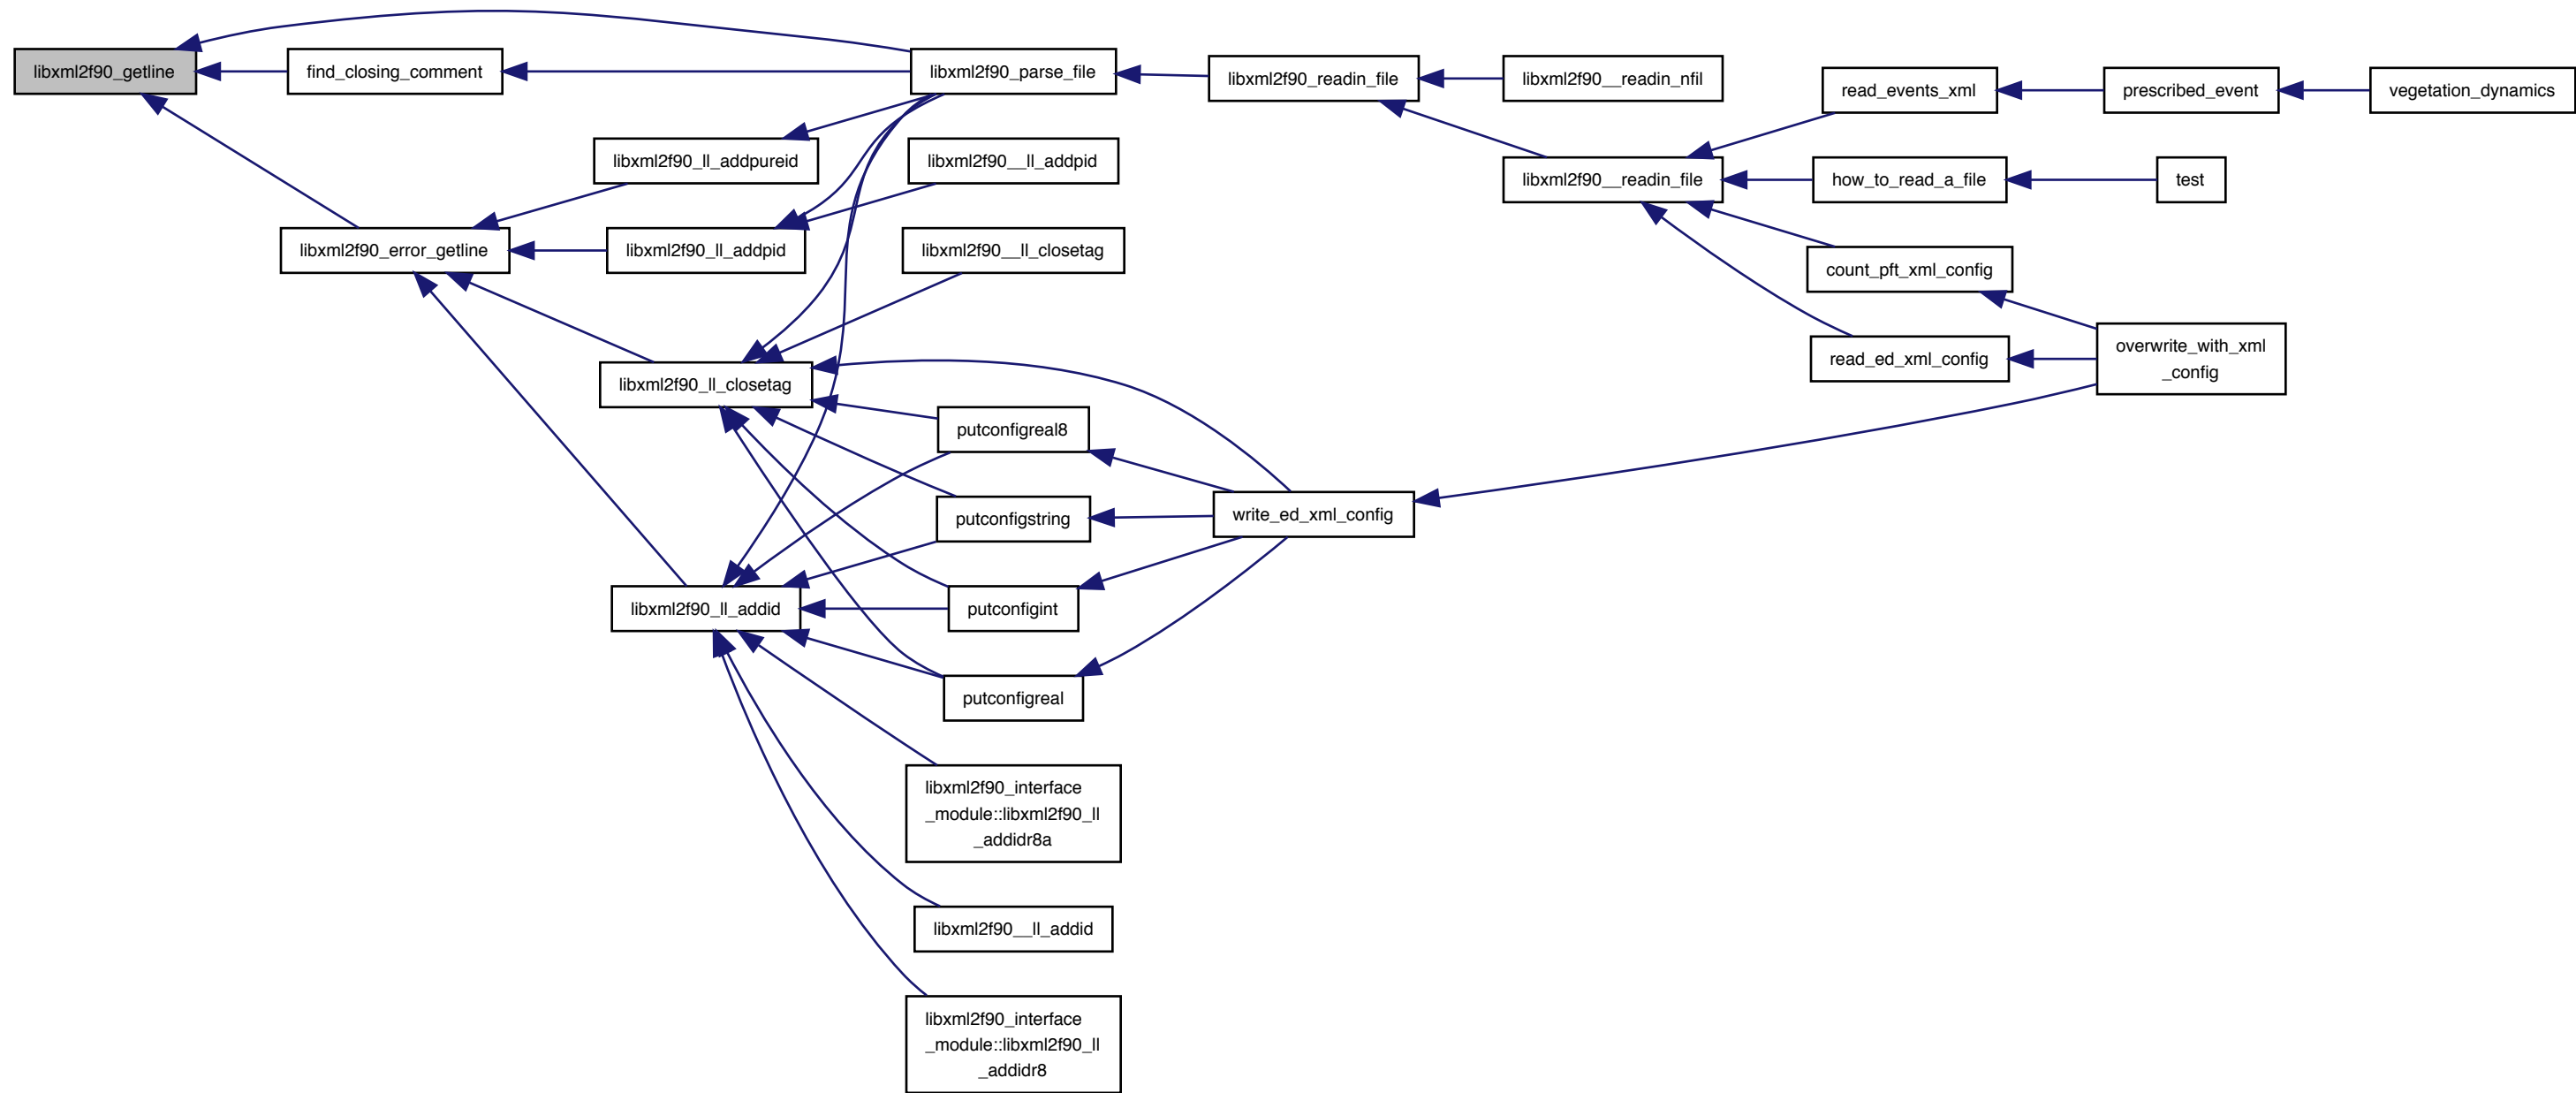 libxml2f90_getline
find_closing_comment
libxml2f90_parse_file
libxml2f90_readin_file
libxml2f90__readin_nfil
read_events_xml
prescribed_event
vegetation_dynamics
libxml2f90_ll_addpureid
libxml2f90__ll_addpid
libxml2f90__readin_file
how_to_read_a_file
test
libxml2f90_error_getline
libxml2f90_ll_addpid
libxml2f90__ll_closetag
count_pft_xml_config
read_ed_xml_config
overwrite_with_xml
_config
libxml2f90_ll_closetag
putconfigreal8
putconfigstring
write_ed_xml_config
libxml2f90_ll_addid
putconfigint
putconfigreal
libxml2f90_interface
_module::libxml2f90_ll
_addidr8a
libxml2f90__ll_addid
libxml2f90_interface
_module::libxml2f90_ll
_addidr8